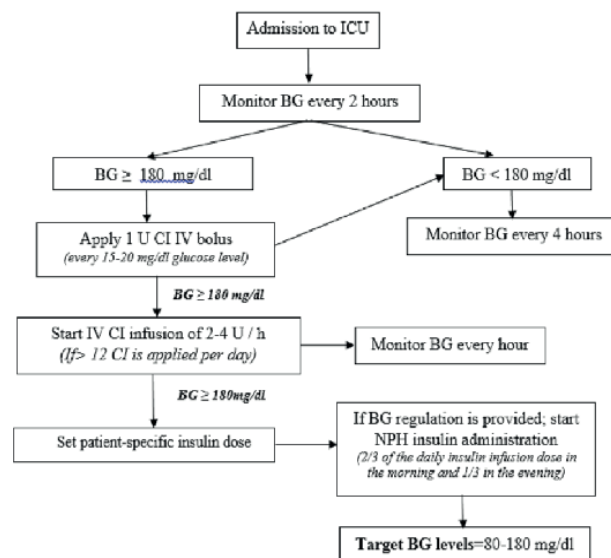 Admission to ICU
Monitor BG every 2 hours
BG ≥ 180 mg/dl
BG < 180 mg/dl
Apply 1 U CI IV bolus
(every 15-20 mg/dl glucose level)
Monitor BG every 4 hours
BG ≥ 180 mg/dl
Start IV CI infusion of 2-4 U / h
(If> 12 CI is applied per day)
Monitor BG every hour
BG ≥ 180mg/dl
Set patient-specific insulin dose
If BG regulation is provided; start
NPH insulin administration
(2/3 of the daily insulin infusion dose in
the morning and 1/3 in the evening)
Target BG levels=80-180 mg/dl